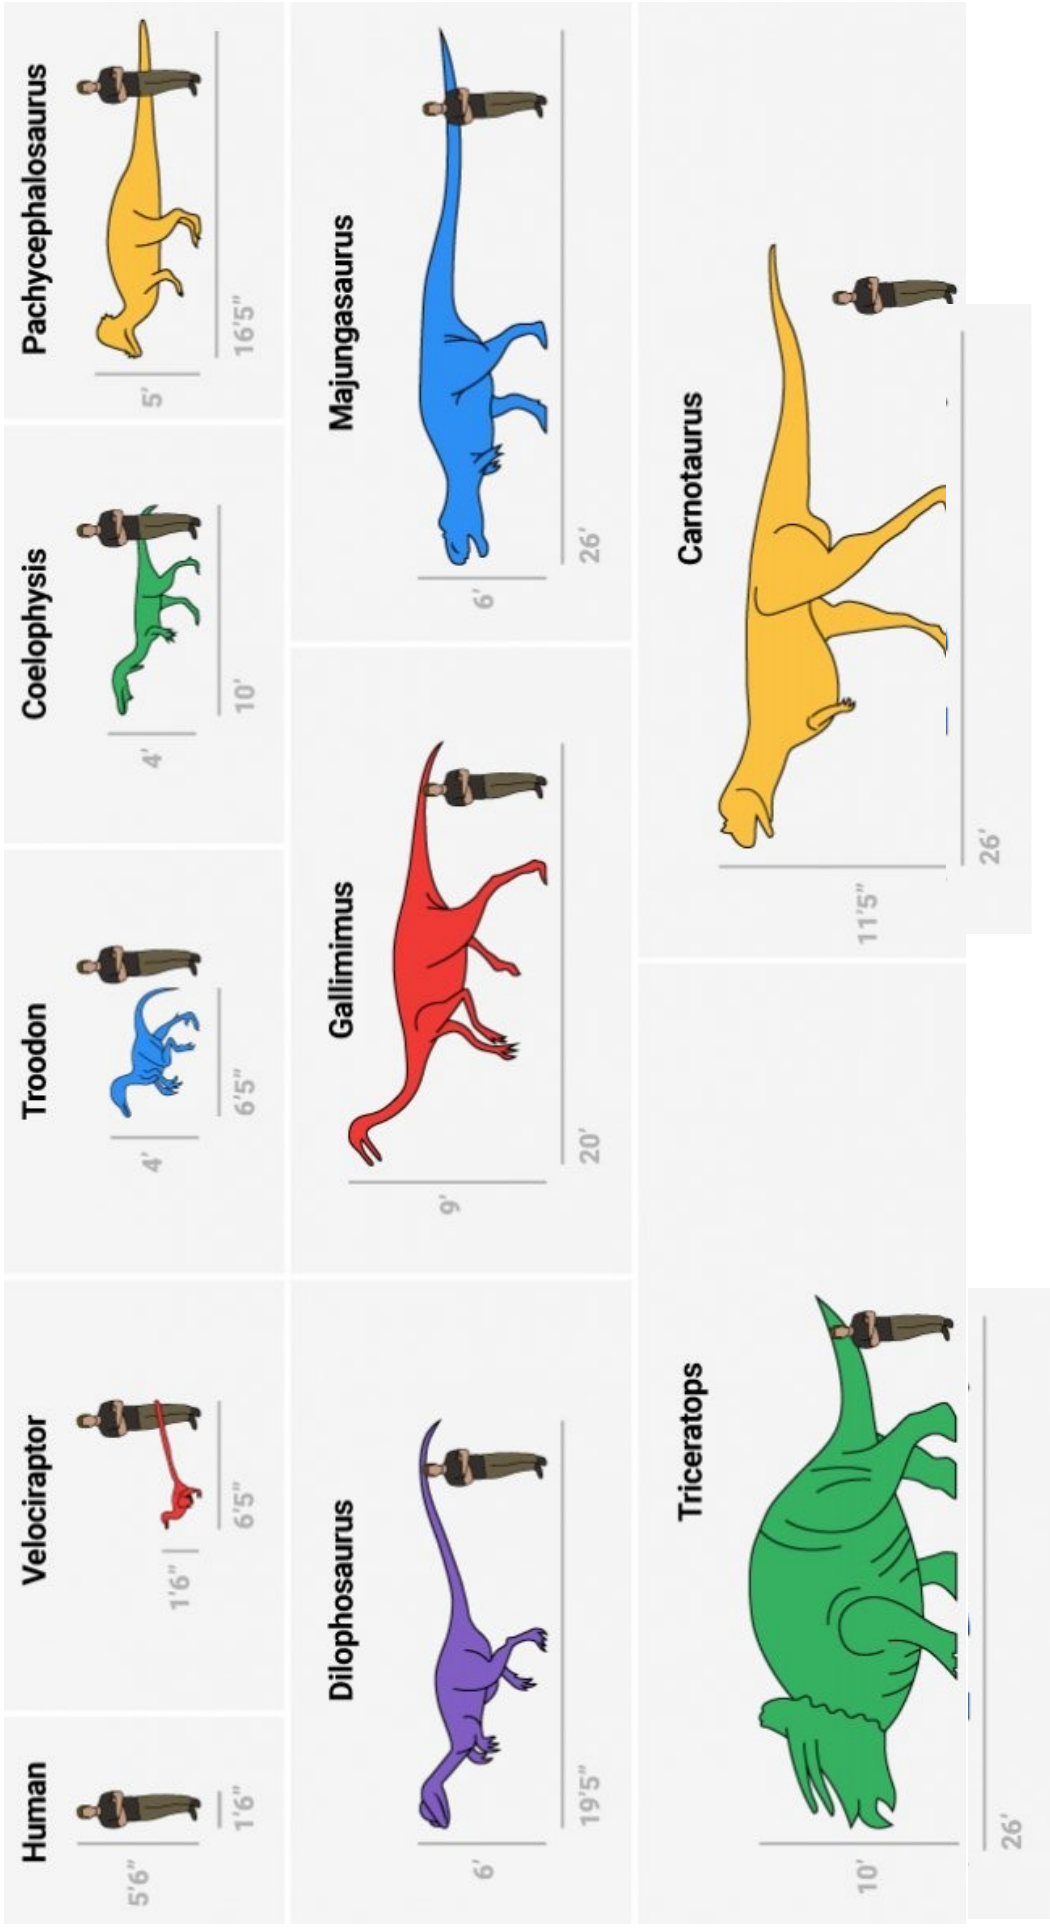 Human
5'6"
1'6"
Velociraptor
1'6"
6'5"
Troodon
4'
6'5"
Coelophysis
4'
10'
Pachycephalosaurus
5'
16'5"
Dilophosaurus
6'
19'5"
Gallimimus
9'
20'
Majungasaurus
6'
26'
Triceratops
10'
26'
Carnotaurus
11'5"
26'